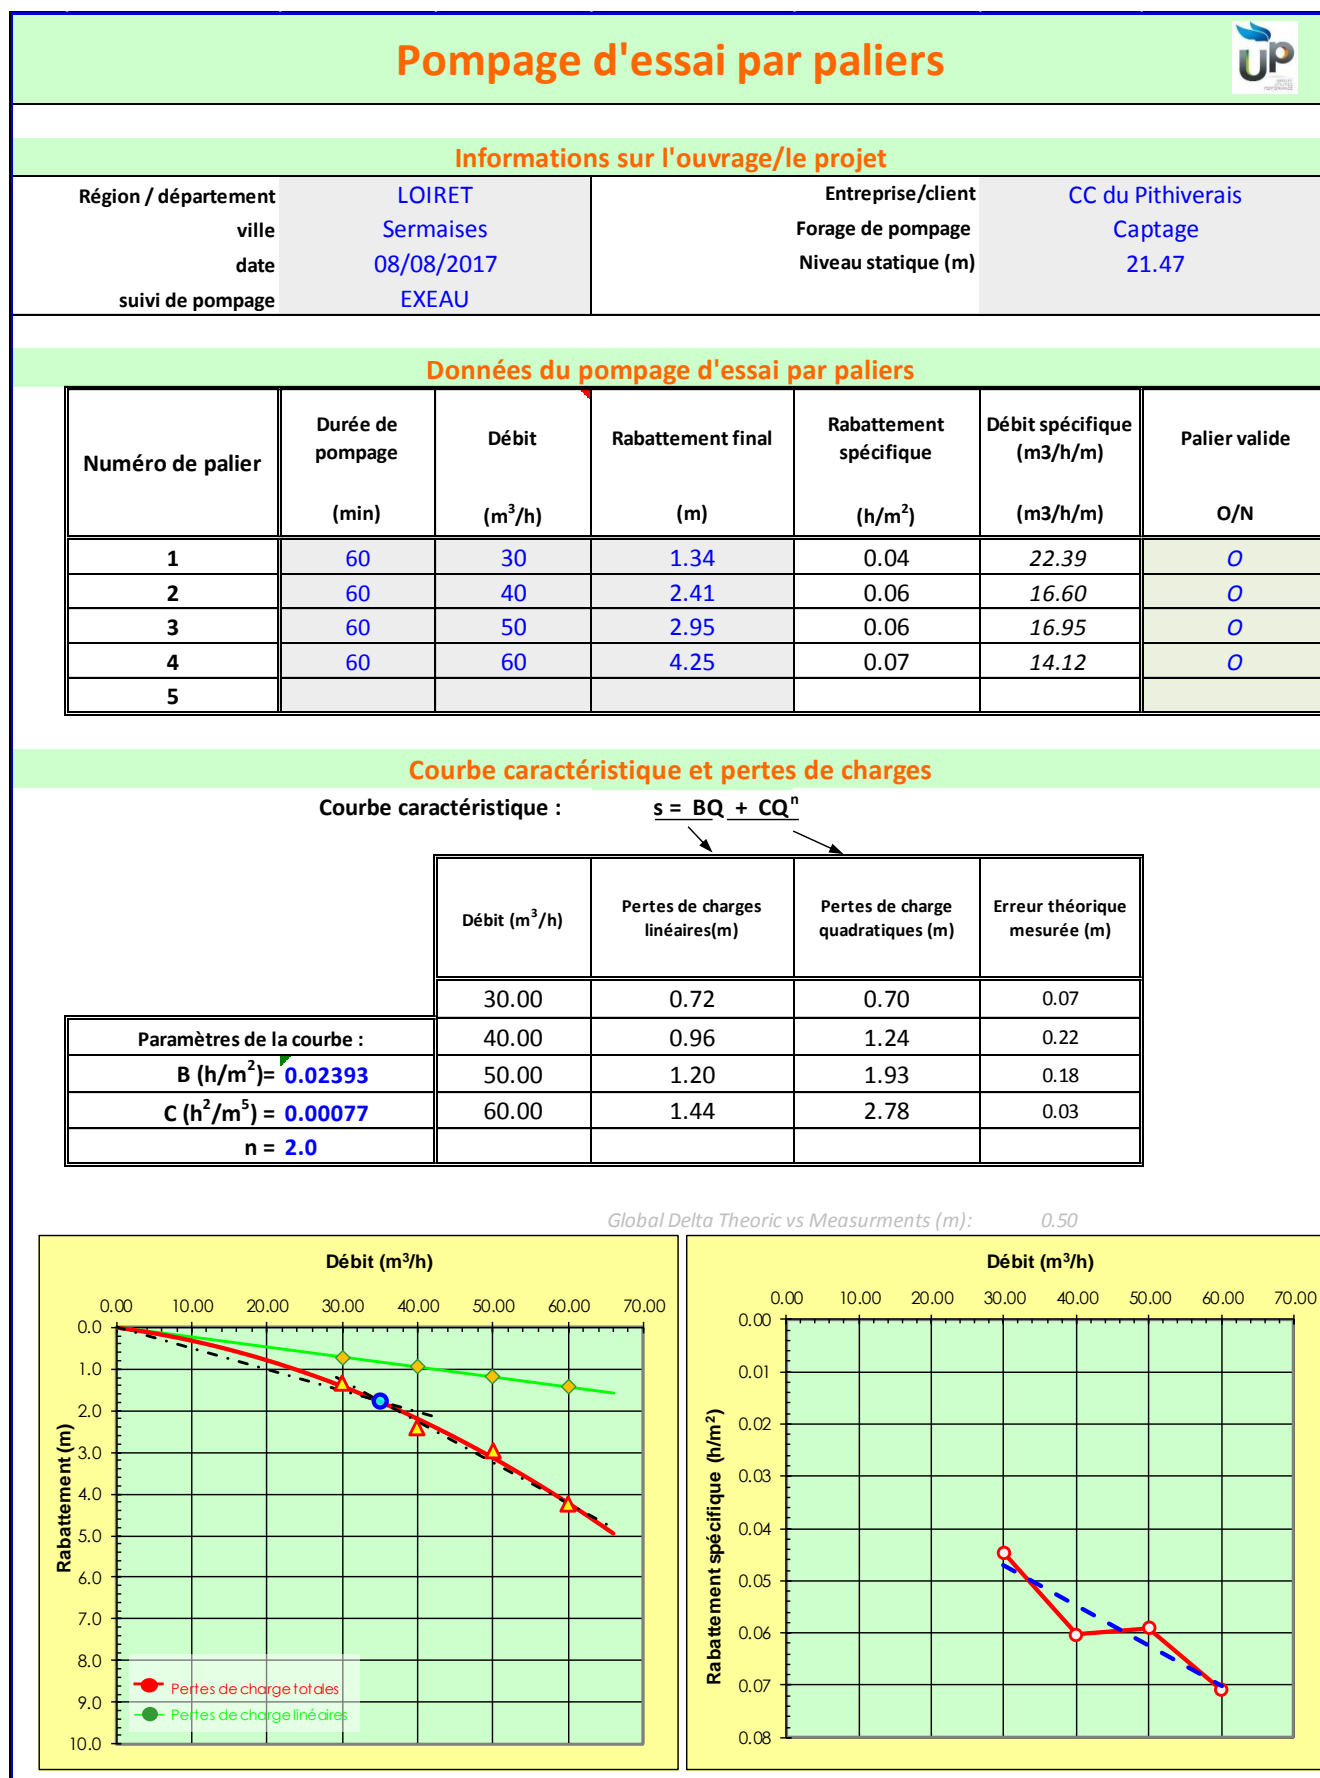 Pompage d'essai par paliers
UP
Informations sur l'ouvrage/le projet
Région / département LOIRET Entreprise/client CC du Pithiverais
ville Sermaises Forage de pompage Captage
date 08/08/2017 Niveau statique (m) 21.47
suivi de pompage EXEAU
Données du pompage d'essai par paliers
Numéro de palier Durée de pompage (min) Débit (m³/h) Rabattement final (m) Rabattement spécifique (h/m²) Débit spécifique (m3/h/m) (m3/h/m) Palier valide O/N
1 60 30 1.34 0.04 22.39 O
2 60 40 2.41 0.06 16.60 O
3 60 50 2.95 0.06 16.95 O
4 60 60 4.25 0.07 14.12 O
5
Courbe caractéristique et pertes de charges
Courbe caractéristique : s = BQ + CQⁿ
Débit (m³/h) Pertes de charges linéaires(m) Pertes de charge quadratiques (m) Erreur théorique mesurée (m)
30.00 0.72 0.70 0.07
Paramètres de la courbe : 40.00 0.96 1.24 0.22
B (h/m²)= 0.02393 50.00 1.20 1.93 0.18
C (h²/m⁵) = 0.00077 60.00 1.44 2.78 0.03
n = 2.0
Global Delta Theoric vs Measurments (m): 0.50
Débit (m³/h)
0.00 10.00 20.00 30.00 40.00 50.00 60.00 70.00
Rabattement (m)
0.0
1.0
2.0
3.0
4.0
5.0
6.0
7.0
8.0
9.0
10.0
Pertes de charge totales
Pertes de charge linéaires
Débit (m³/h)
0.00 10.00 20.00 30.00 40.00 50.00 60.00 70.00
Rabattement spécifique (h/m²)
0.00
0.01
0.02
0.03
0.04
0.05
0.06
0.07
0.08